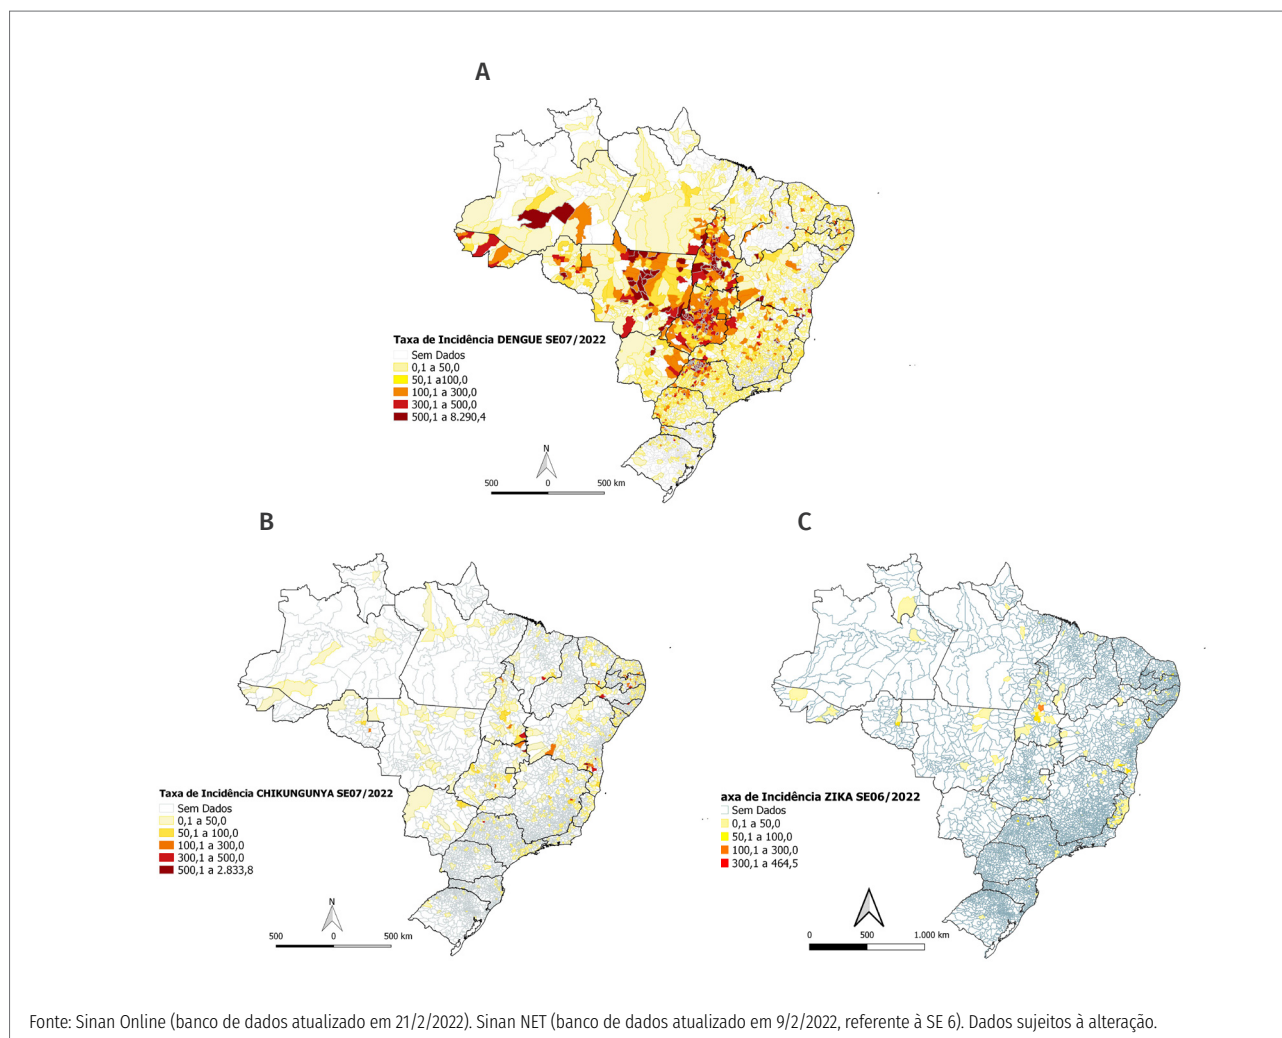 A
Taxa de Incidência DENGUE SE07/2022
Sem Dados
0,1 a 50,0
50,1 a100,0
100,1 a 300,0
300,1 a 500,0
500,1 a 8.290,4
N
500 0 500 km
B
Taxa de Incidência CHIKUNGUNYA SE07/2022
Sem Dados
0,1 a 50,0
50,1 a 100,0
100,1 a 300,0
300,1 a 500,0
500,1 a 2.833,8
N
500 0 500 km
C
axa de Incidência ZIKA SE06/2022
Sem Dados
0,1 a 50,0
50,1 a 100,0
100,1 a 300,0
300,1 a 464,5
0 500 1.000 km
Fonte: Sinan Online (banco de dados atualizado em 21/2/2022). Sinan NET (banco de dados atualizado em 9/2/2022, referente à SE 6). Dados sujeitos à alteração.